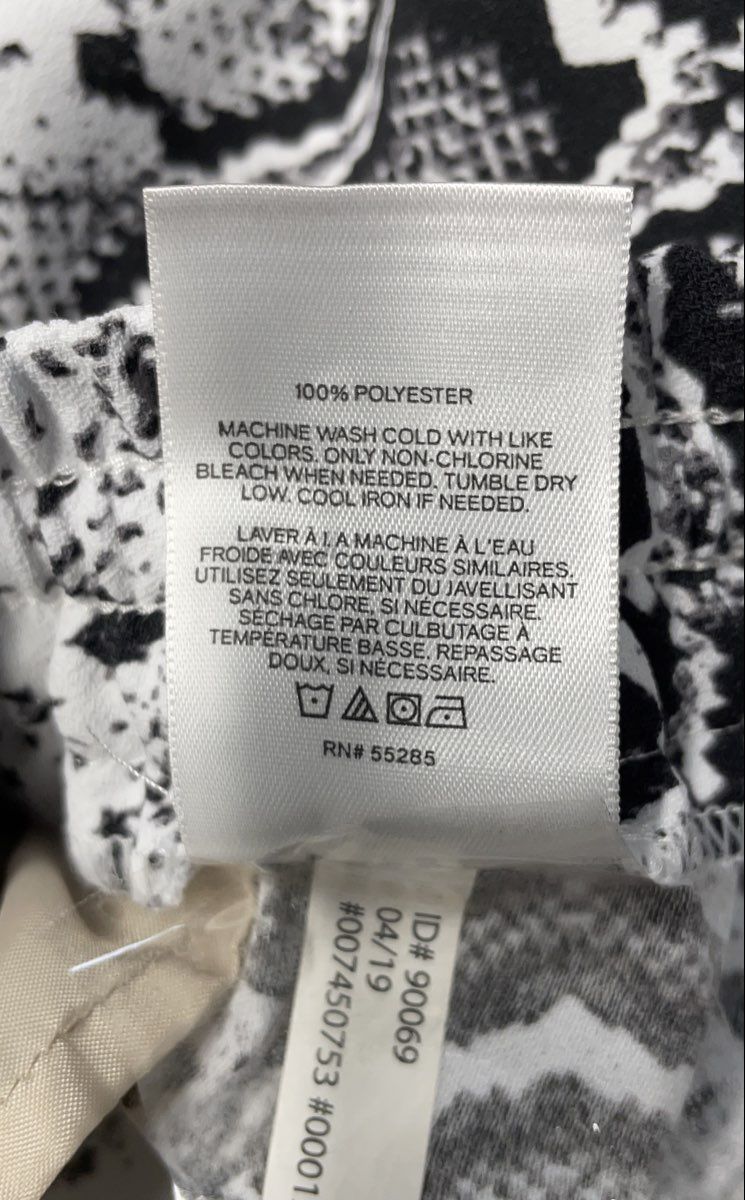 100% POLYESTER
MACHINE WASH COLD WITH LIKE
COLORS. ONLY NON-CHLORINE
BLEACH WHEN NEEDED. TUMBLE DRY
LOW. COOL IRON IF NEEDED.
LAVER À LA MACHINE À L'EAU
FROIDE AVEC COULEURS SIMILAIRES.
UTILISEZ SEULEMENT DU JAVELLISANT
SANS CHLORE, SI NÉCESSAIRE.
SÉCHAGE PAR CULBUTAGE À
TEMPÉRATURE BASSE. REPASSAGE
DOUX, SI NÉCESSAIRE.
RN# 55285
ID# 90069
04/19
#007450753 #0001